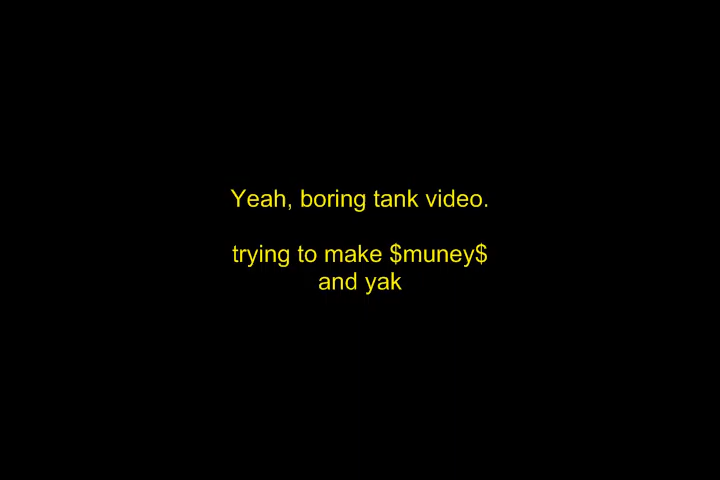 Yeah, boring tank video.
trying to make $muney$
and yak